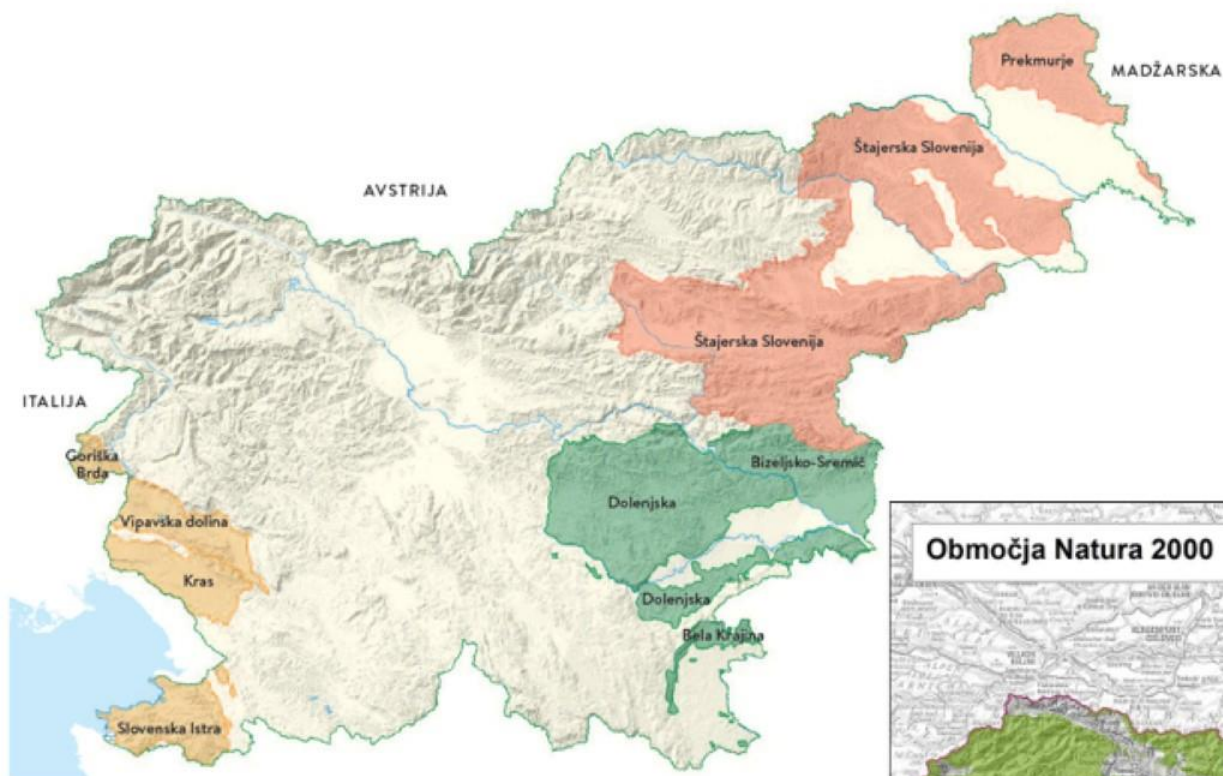 Prekmurje
MADŽARSKA
Štajerska Slovenija
AVSTRIJA
Štajerska Slovenija
ITALIJA
Goriška
Brda
Bizeljsko-Sremič
Dolenjska
Vipavska dolina
Kras
Dolenjska
Bela Krajina
Slovenska Istra
Območja Natura 2000